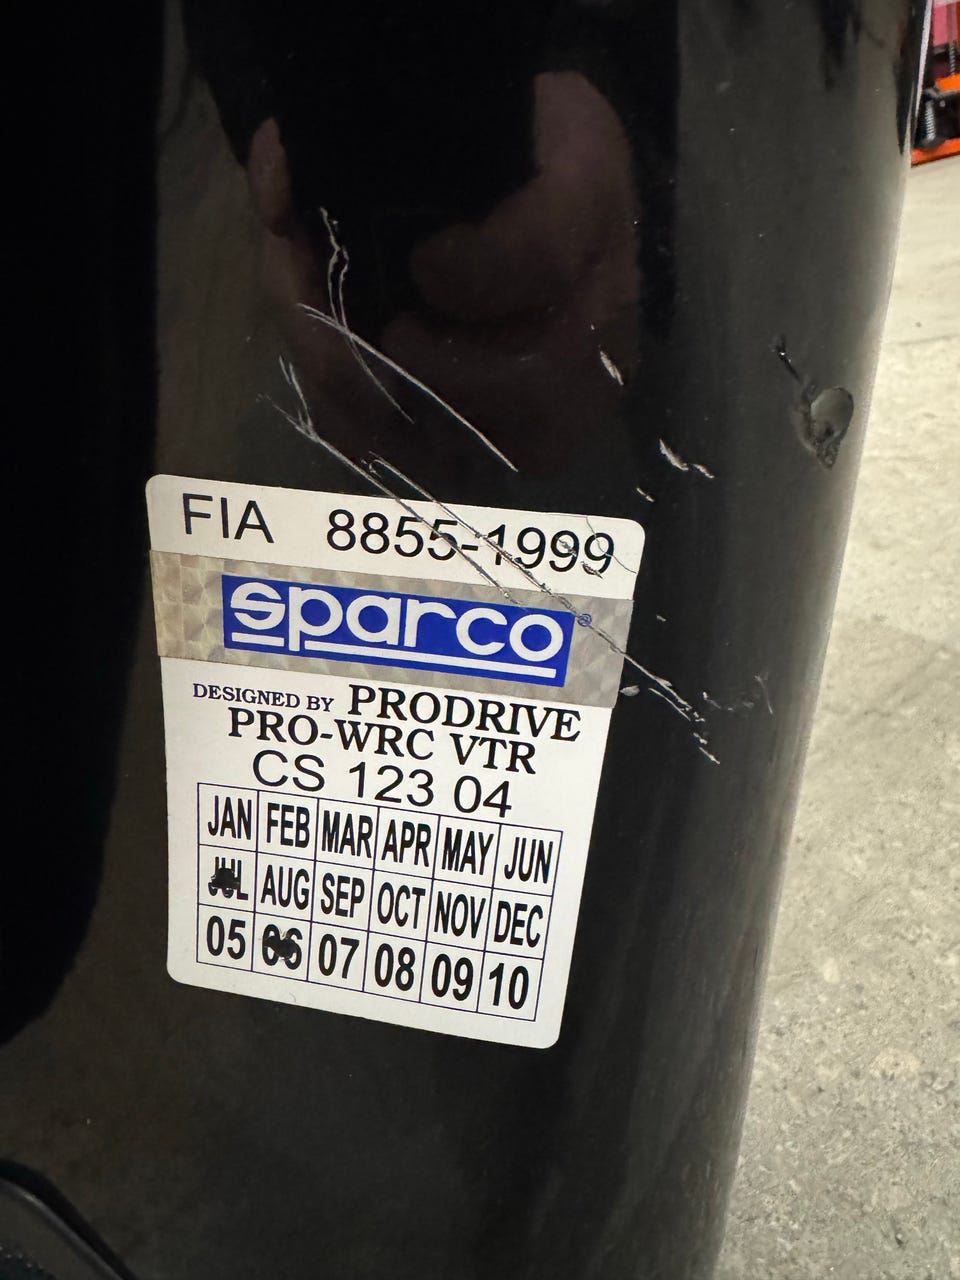 FIA 8855-1999
sparco
DESIGNED BY PRODRIVE
PRO-WRC VTR
CS 123 04
JAN FEB MAR APR MAY JUN
JUL AUG SEP OCT NOV DEC
05 06 07 08 09 10